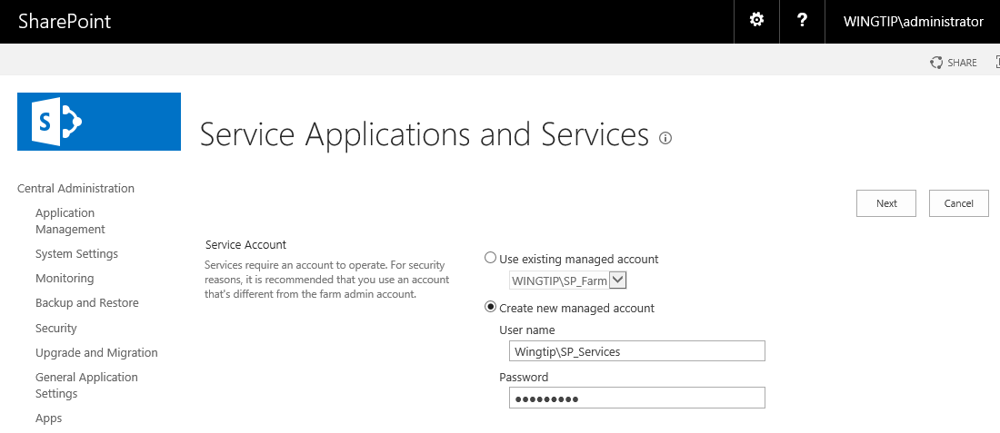 SharePoint
?
WINGTIP\administrator
SHARE
S
Service Applications and Services
Central Administration
Application
Management
System Settings
Monitoring
Backup and Restore
Security
Upgrade and Migration
General Application
Settings
Apps
Next
Cancel
Service Account
Services require an account to operate. For security
reasons, it is recommended that you use an account
that's different from the farm admin account.
Use existing managed account
WINGTIP\SP_Farm
Create new managed account
User name
Wingtip\SP_Services
Password